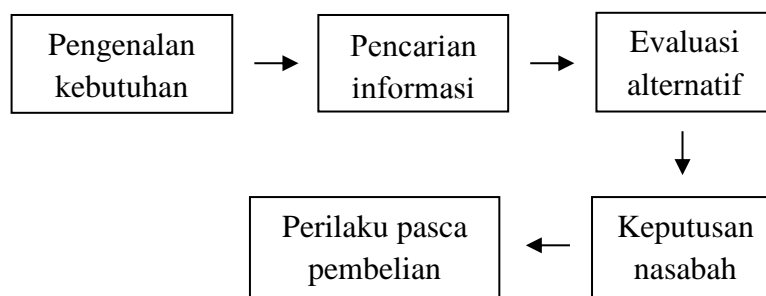 Pengenalan
kebutuhan
Pencarian
informasi
Evaluasi
alternatif
Keputusan
nasabah
Perilaku pasca
pembelian